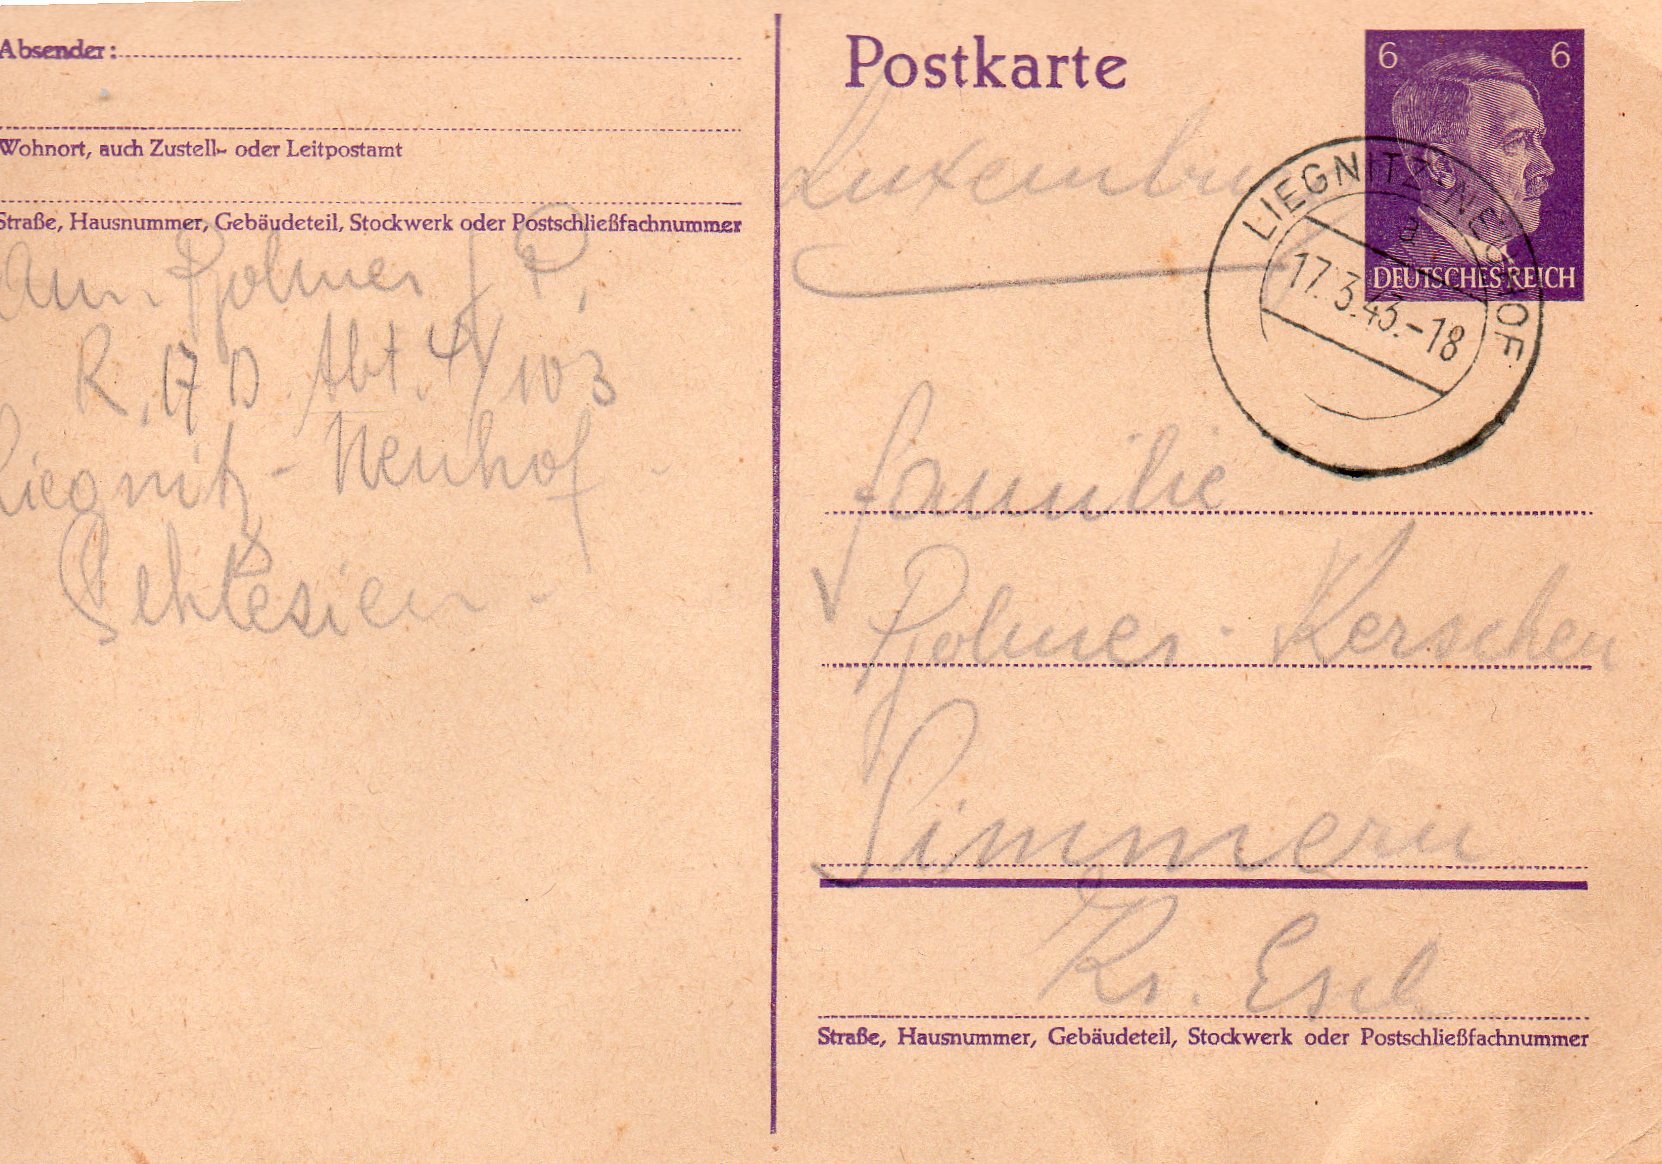 Absender:
Wohnort, auch Zustell- oder Leitpostamt
Straße, Hausnummer, Gebäudeteil, Stockwerk oder Postschließfachnummer
R.A D. Abt. 4/103
Liegnitz - Neuhof -
Schlesien -
Postkarte
6 6
DEUTSCHES REICH
LIEGNITZ-NEUHOF
a
17.3.43.-18
Luxemburg
Familie
Kerschen
Simmern
Kr. Esch
Straße, Hausnummer, Gebäudeteil, Stockwerk oder Postschließfachnummer